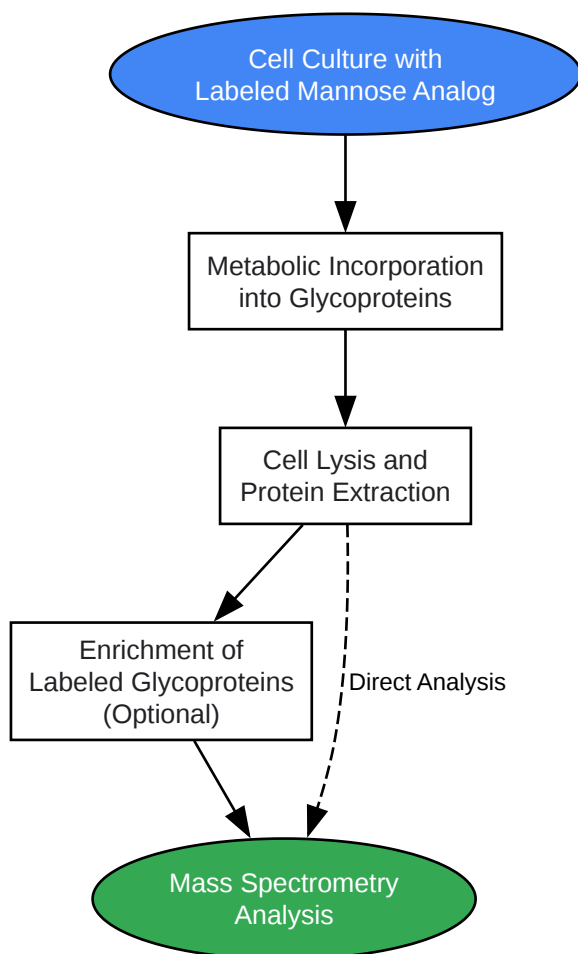 Cell Culture with
Labeled Mannose Analog
Metabolic Incorporation
into Glycoproteins
Cell Lysis and
Protein Extraction
Enrichment of
Labeled Glycoproteins
(Optional)
Direct Analysis
Mass Spectrometry
Analysis